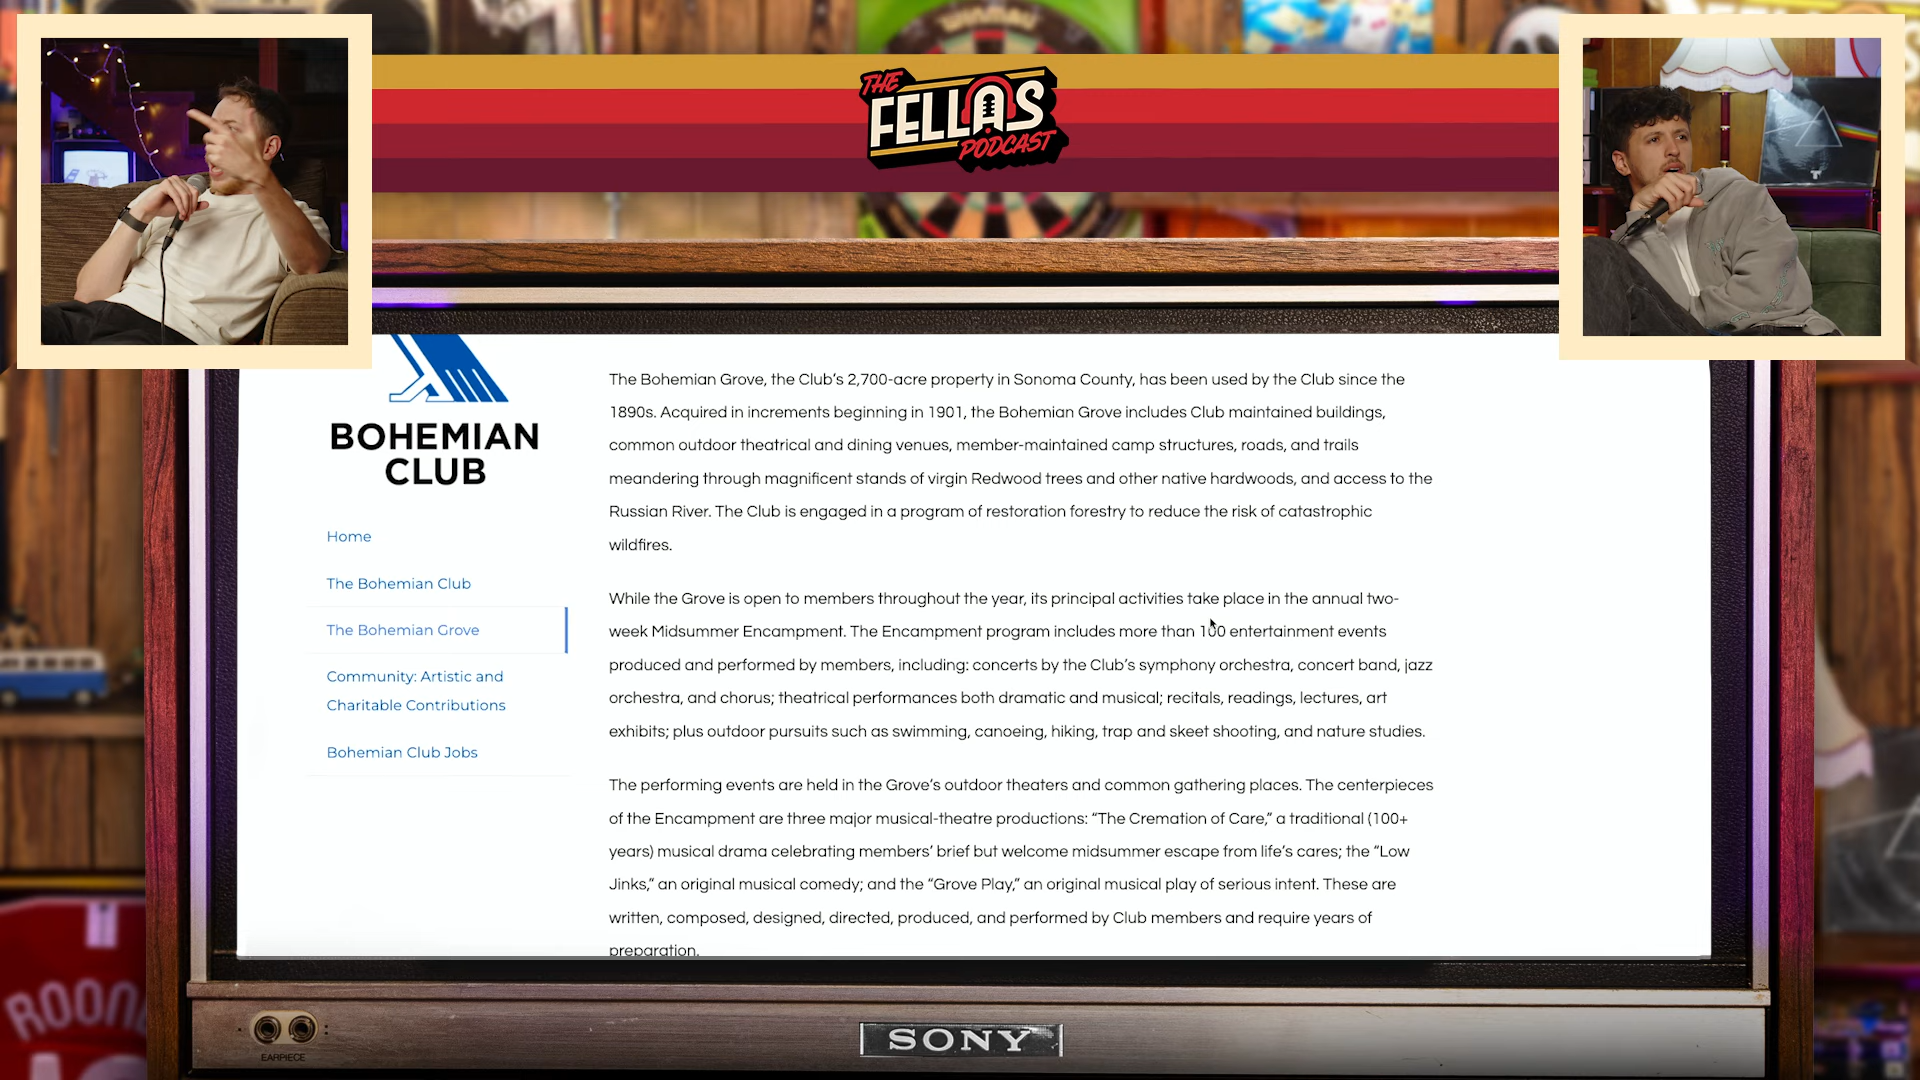 WINMAU
THE
FELLAS
PODCAST
BOHEMIAN
CLUB
Home
The Bohemian Club
The Bohemian Grove
Community: Artistic and
Charitable Contributions
Bohemian Club Jobs
The Bohemian Grove, the Club’s 2,700-acre property in Sonoma County, has been used by the Club since the
1890s. Acquired in increments beginning in 1901, the Bohemian Grove includes Club maintained buildings,
common outdoor theatrical and dining venues, member-maintained camp structures, roads, and trails
meandering through magnificent stands of virgin Redwood trees and other native hardwoods, and access to the
Russian River. The Club is engaged in a program of restoration forestry to reduce the risk of catastrophic
wildfires.
While the Grove is open to members throughout the year, its principal activities take place in the annual two-
week Midsummer Encampment. The Encampment program includes more than 100 entertainment events
produced and performed by members, including: concerts by the Club’s symphony orchestra, concert band, jazz
orchestra, and chorus; theatrical performances both dramatic and musical; recitals, readings, lectures, art
exhibits; plus outdoor pursuits such as swimming, canoeing, hiking, trap and skeet shooting, and nature studies.
The performing events are held in the Grove’s outdoor theaters and common gathering places. The centerpieces
of the Encampment are three major musical-theatre productions: “The Cremation of Care,” a traditional (100+
years) musical drama celebrating members’ brief but welcome midsummer escape from life’s cares; the “Low
Jinks,” an original musical comedy; and the “Grove Play,” an original musical play of serious intent. These are
written, composed, designed, directed, produced, and performed by Club members and require years of
preparation.
ROON
EARPIECE
SONY